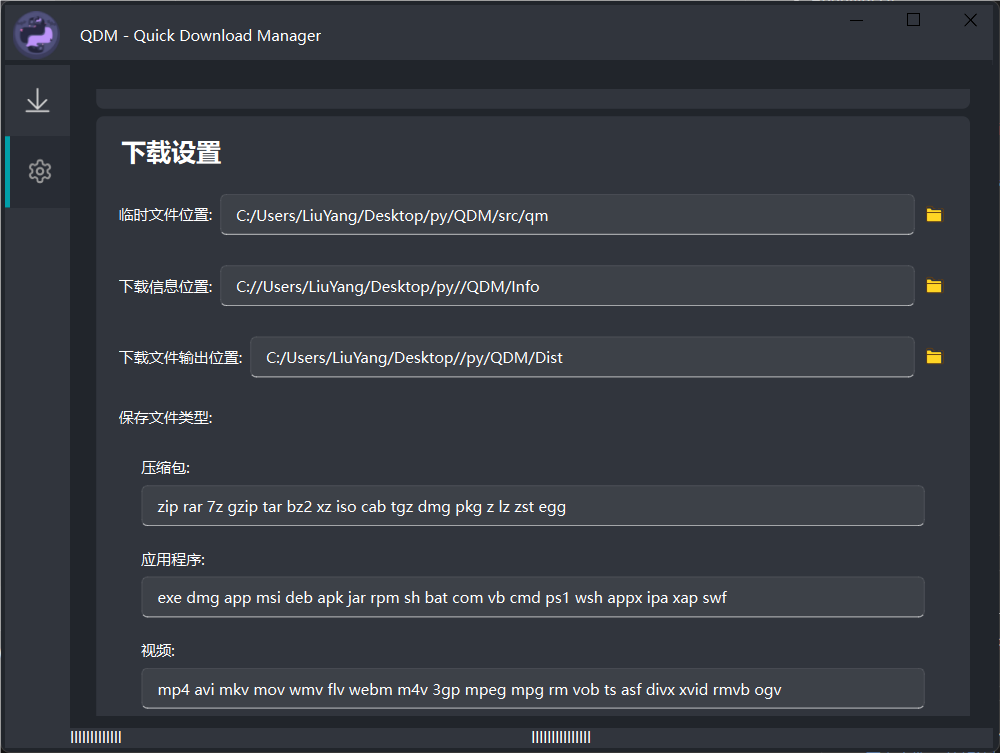 QDM - Quick Download Manager
下载设置
临时文件位置: C:/Users/LiuYang/Desktop/py/QDM/src/qm
下载信息位置: C://Users/LiuYang/Desktop/py//QDM/Info
下载文件输出位置: C:/Users/LiuYang/Desktop//py/QDM/Dist
保存文件类型:
压缩包:
zip rar 7z gzip tar bz2 xz iso cab tgz dmg pkg z lz zst egg
应用程序:
exe dmg app msi deb apk jar rpm sh bat com vb cmd ps1 wsh appx ipa xap swf
视频:
mp4 avi mkv mov wmv flv webm m4v 3gp mpeg mpg rm vob ts asf divx xvid rmvb ogv